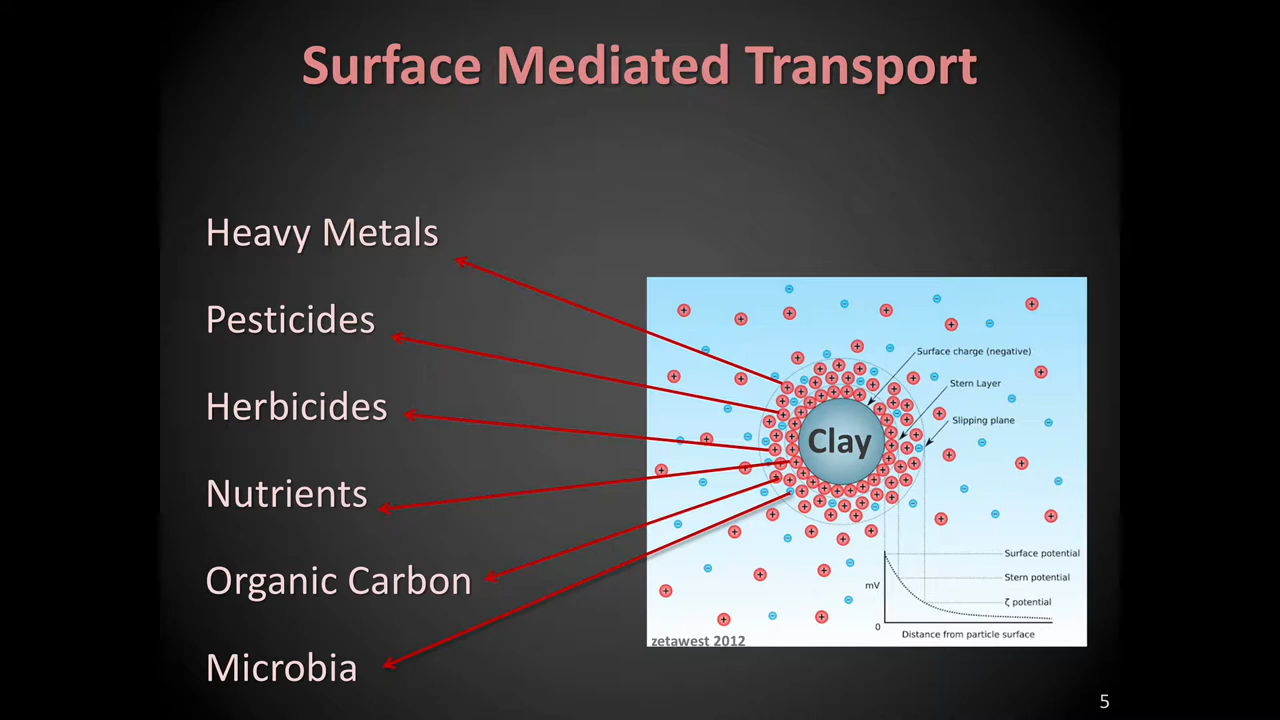 Surface Mediated Transport
Heavy Metals
Pesticides
Herbicides
Nutrients
Organic Carbon
Microbia
Surface charge (negative)
Stern Layer
Slipping plane
Clay
Surface potential
Stern potential
ζ potential
mV
0
Distance from particle surface
zetawest 2012
5